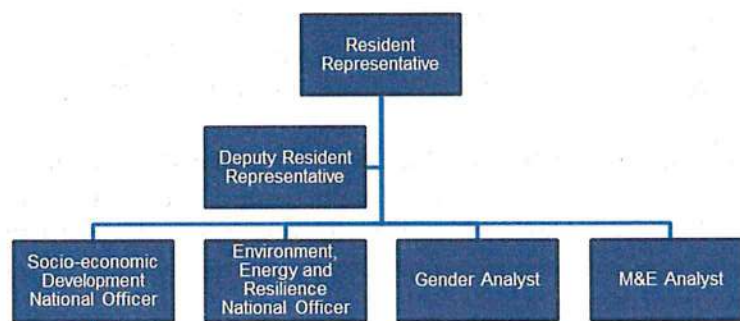 Resident
Representative
Deputy Resident
Representative
Socio-economic
Development
National Officer
Environment,
Energy and
Resilience
National Officer
Gender Analyst
M&E Analyst